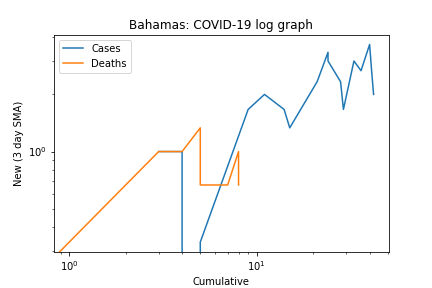 Bahamas: COVID-19 log graph
Cases
Deaths
New (3 day SMA)
10⁰
10⁰
10¹
Cumulative